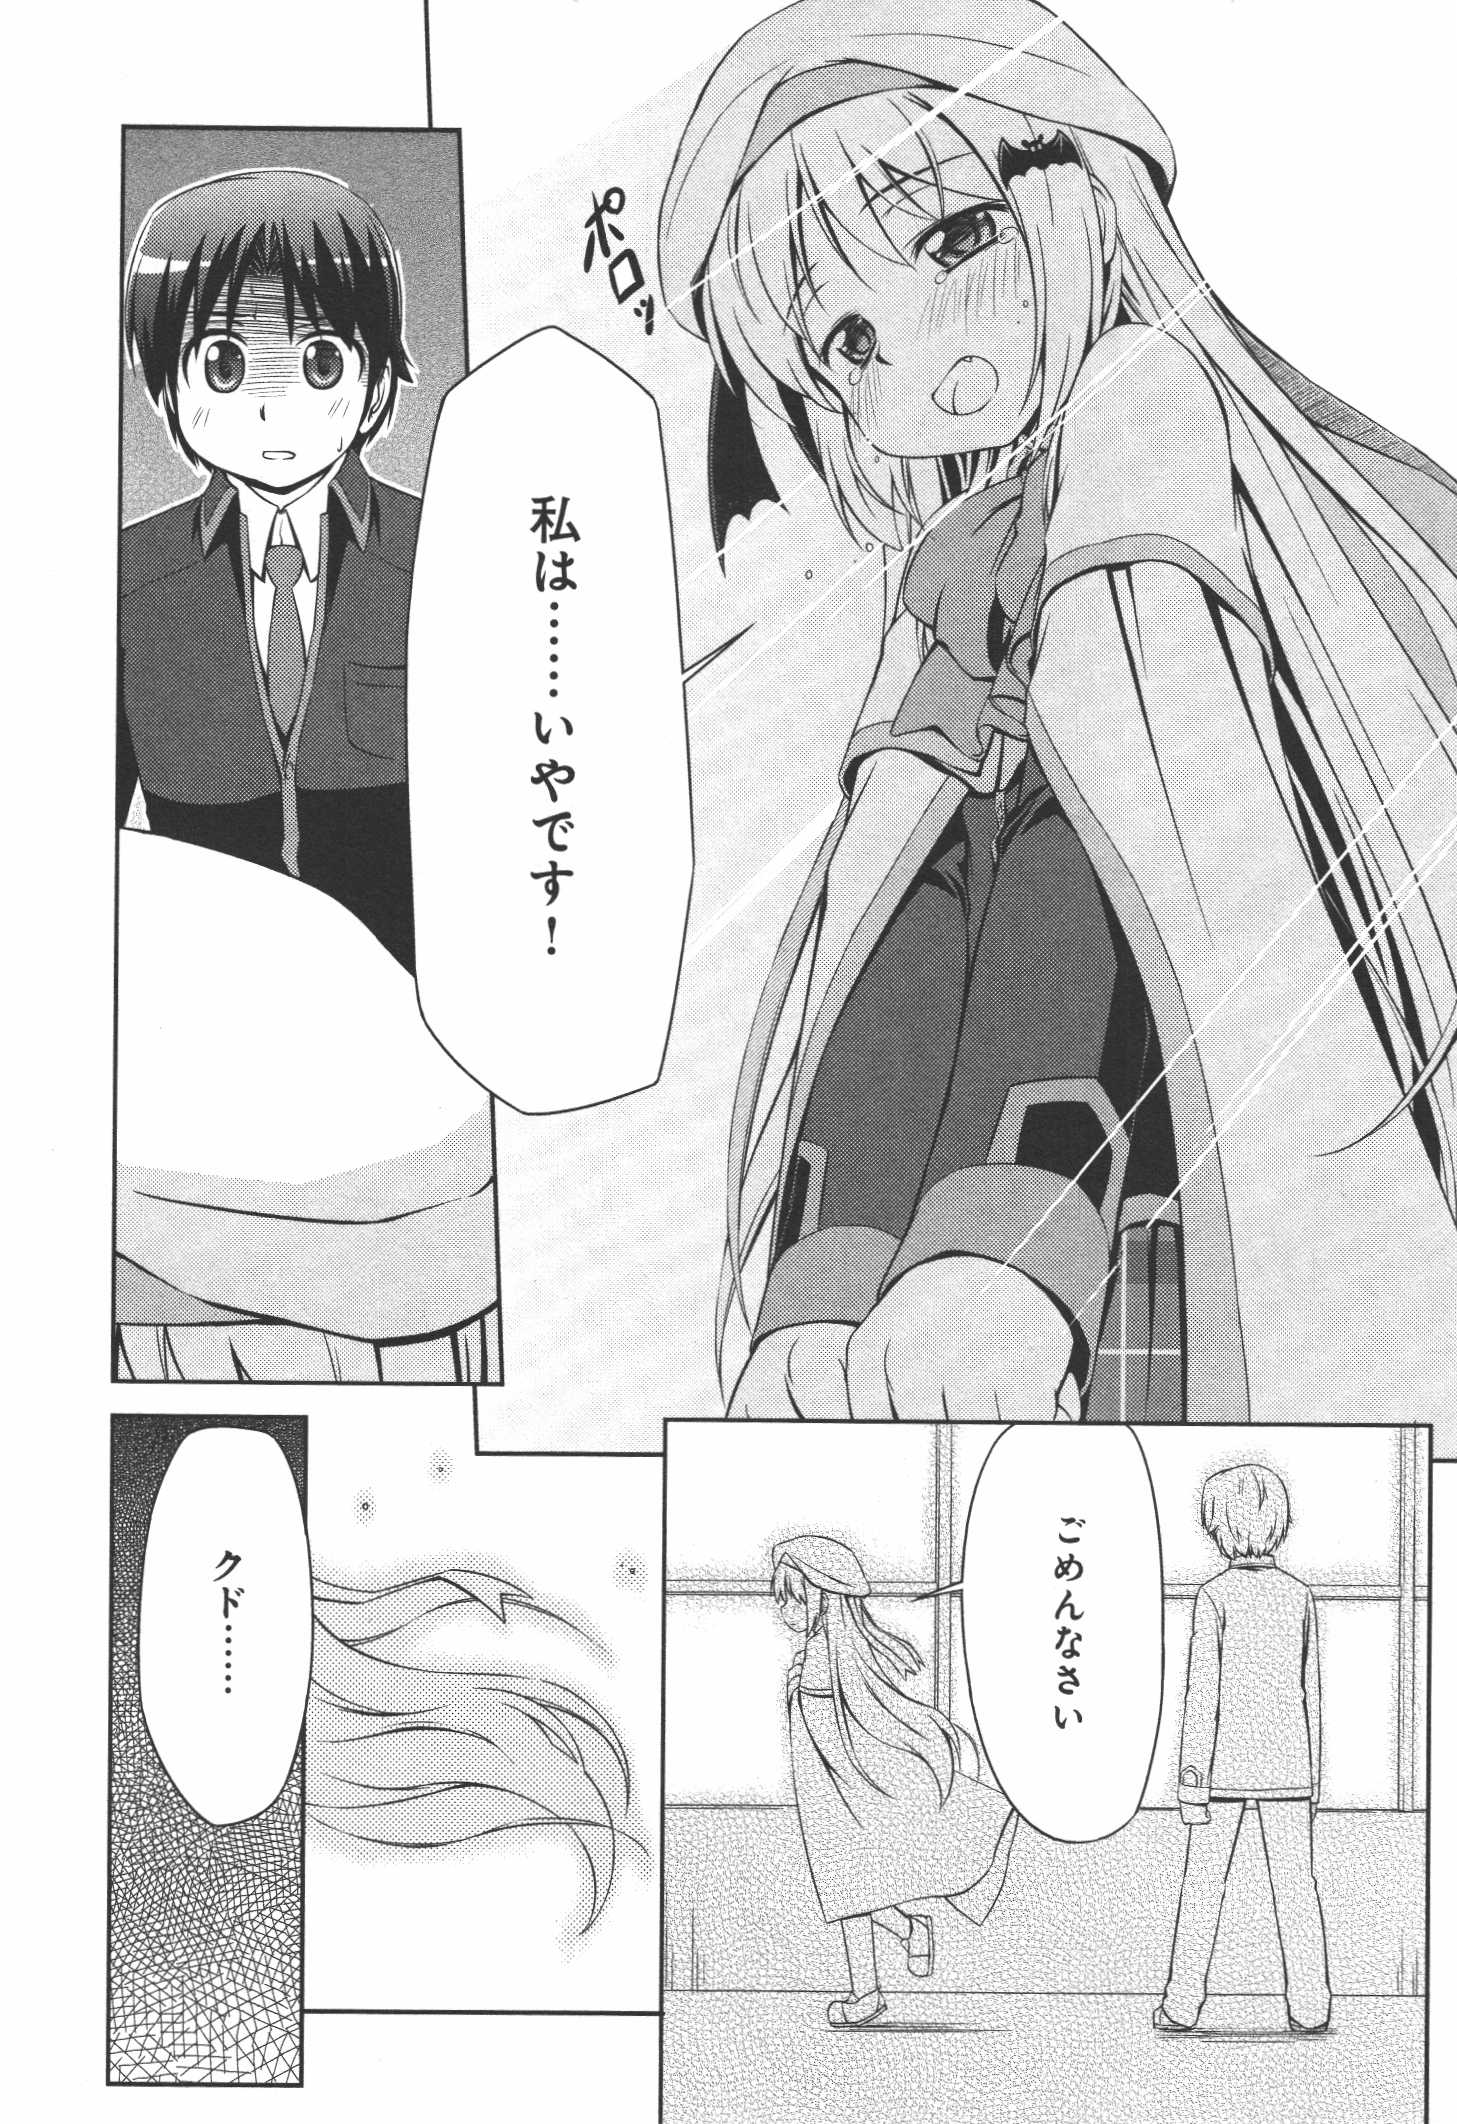 ポロッ
私は……いやです！
ごめんなさい
クド……